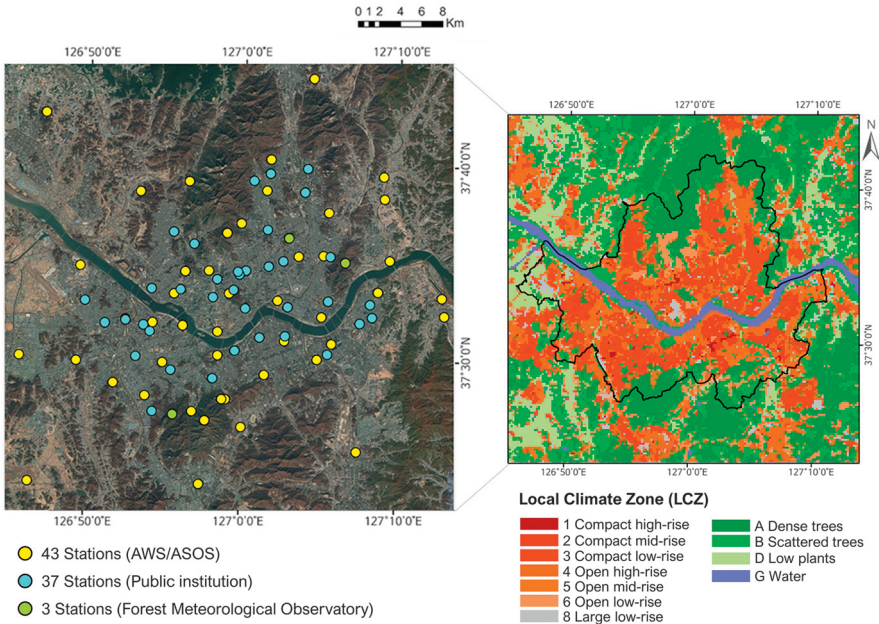 0 1 2 4 6 8
Km
126°50'0"E 127°0'0"E 127°10'0"E
37°40'0"N
37°30'0"N
126°50'0"E 127°0'0"E 127°10'0"E
43 Stations (AWS/ASOS)
37 Stations (Public institution)
3 Stations (Forest Meteorological Observatory)
126°50'0"E 127°0'0"E 127°10'0"E
N
37°40'0"N
37°30'0"N
126°50'0"E 127°0'0"E 127°10'0"E
Local Climate Zone (LCZ)
1 Compact high-rise
2 Compact mid-rise
3 Compact low-rise
4 Open high-rise
5 Open mid-rise
6 Open low-rise
8 Large low-rise
A Dense trees
B Scattered trees
D Low plants
G Water